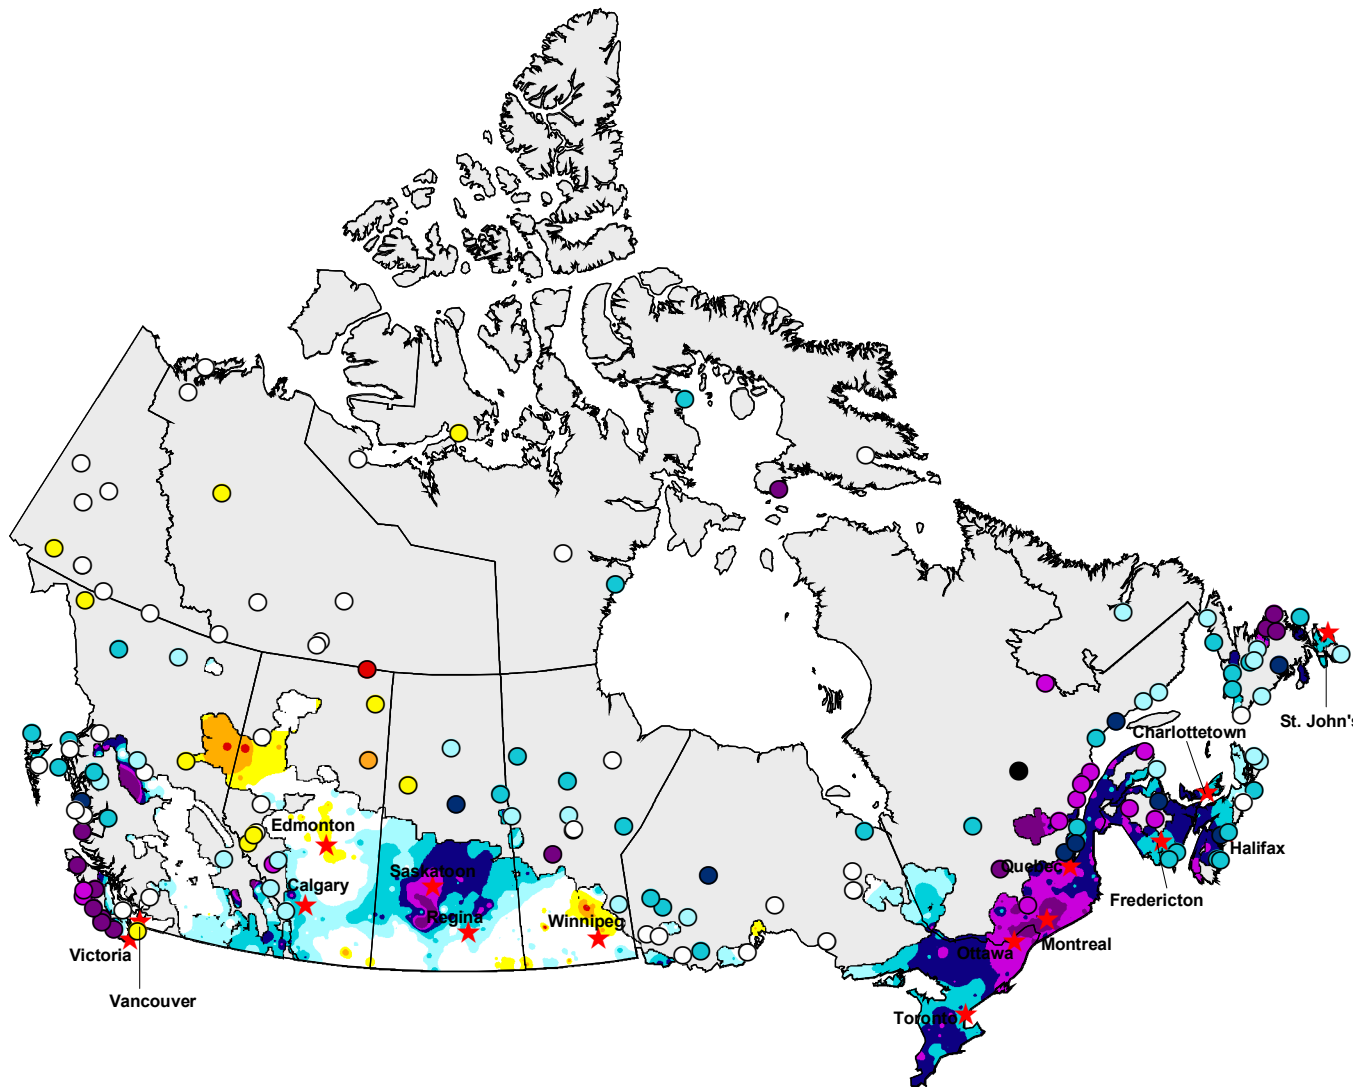 St. John's
Charlottetown
Edmonton
Halifax
Quebec
Saskatoon
Calgary
Fredericton
Regina
Winnipeg
Montreal
Victoria
Ottawa
Vancouver
Toronto